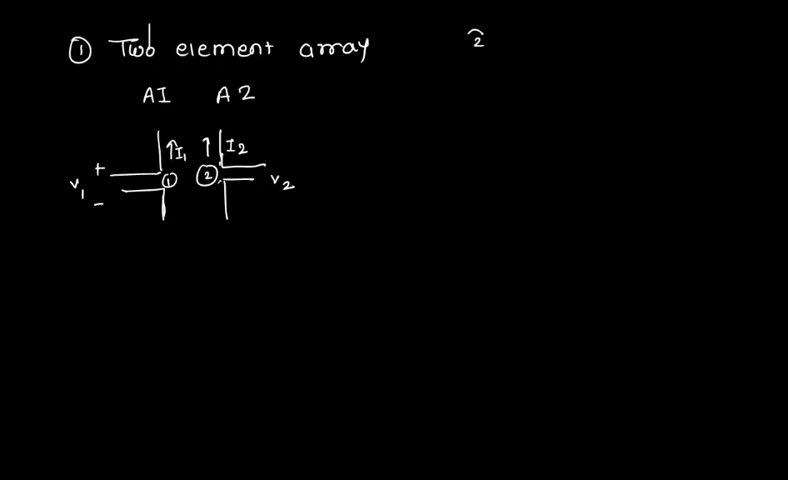 ① Two element array
2
A1 A2
↑I₁ ↑ I₂
+
V₁ ① ② V₂
-